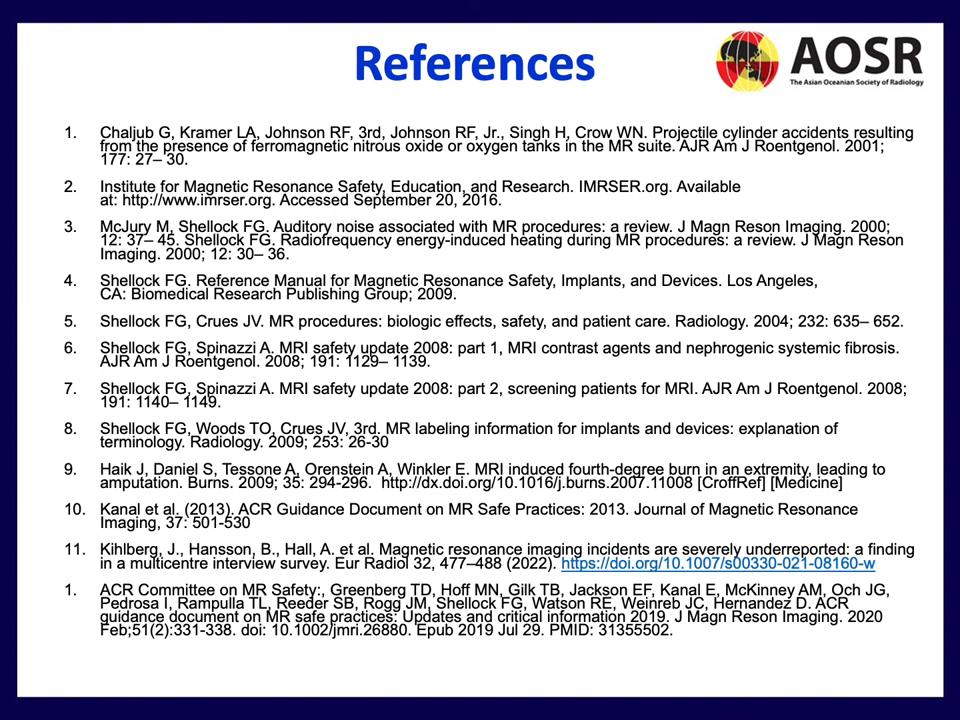 References
AOSR
The Asian Oceanian Society of Radiology
1. Chaljub G, Kramer LA, Johnson RF, 3rd, Johnson RF, Jr., Singh H, Crow WN. Projectile cylinder accidents resulting
from the presence of ferromagnetic nitrous oxide or oxygen tanks in the MR suite. AJR Am J Roentgenol. 2001;
177: 27– 30.
2. Institute for Magnetic Resonance Safety, Education, and Research. IMRSER.org. Available
at: http://www.imrser.org. Accessed September 20, 2016.
3. McJury M, Shellock FG. Auditory noise associated with MR procedures: a review. J Magn Reson Imaging. 2000;
12: 37– 45. Shellock FG. Radiofrequency energy-induced heating during MR procedures: a review. J Magn Reson
Imaging. 2000; 12: 30– 36.
4. Shellock FG. Reference Manual for Magnetic Resonance Safety, Implants, and Devices. Los Angeles,
CA: Biomedical Research Publishing Group; 2009.
5. Shellock FG, Crues JV. MR procedures: biologic effects, safety, and patient care. Radiology. 2004; 232: 635– 652.
6. Shellock FG, Spinazzi A. MRI safety update 2008: part 1, MRI contrast agents and nephrogenic systemic fibrosis.
AJR Am J Roentgenol. 2008; 191: 1129– 1139.
7. Shellock FG, Spinazzi A. MRI safety update 2008: part 2, screening patients for MRI. AJR Am J Roentgenol. 2008;
191: 1140– 1149.
8. Shellock FG, Woods TO, Crues JV, 3rd. MR labeling information for implants and devices: explanation of
terminology. Radiology. 2009; 253: 26-30
9. Haik J, Daniel S, Tessone A, Orenstein A, Winkler E. MRI induced fourth-degree burn in an extremity, leading to
amputation. Burns. 2009; 35: 294-296. http://dx.doi.org/10.1016/j.burns.2007.11008 [CroffRef] [Medicine]
10. Kanal et al. (2013). ACR Guidance Document on MR Safe Practices: 2013. Journal of Magnetic Resonance
Imaging, 37: 501-530
11. Kihlberg, J., Hansson, B., Hall, A. et al. Magnetic resonance imaging incidents are severely underreported: a finding
in a multicentre interview survey. Eur Radiol 32, 477–488 (2022). https://doi.org/10.1007/s00330-021-08160-w
1. ACR Committee on MR Safety:, Greenberg TD, Hoff MN, Gilk TB, Jackson EF, Kanal E, McKinney AM, Och JG,
Pedrosa I, Rampulla TL, Reeder SB, Rogg JM, Shellock FG, Watson RE, Weinreb JC, Hernandez D. ACR
guidance document on MR safe practices: Updates and critical information 2019. J Magn Reson Imaging. 2020
Feb;51(2):331-338. doi: 10.1002/jmri.26880. Epub 2019 Jul 29. PMID: 31355502.